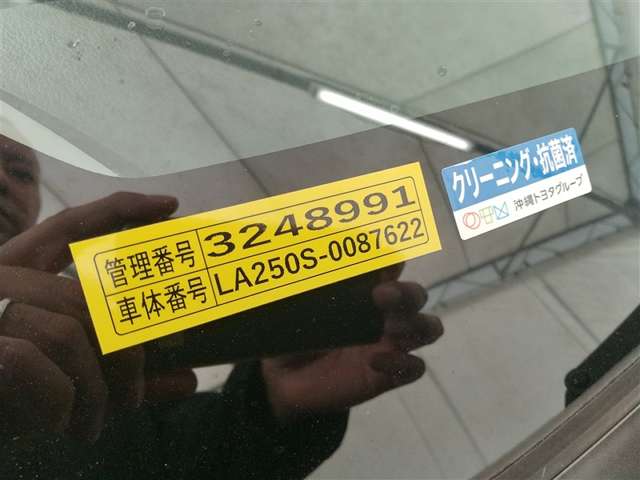 管理番号 3248991
車体番号 LA250S-0087622
クリーニング・抗菌済
沖縄トヨタグループ